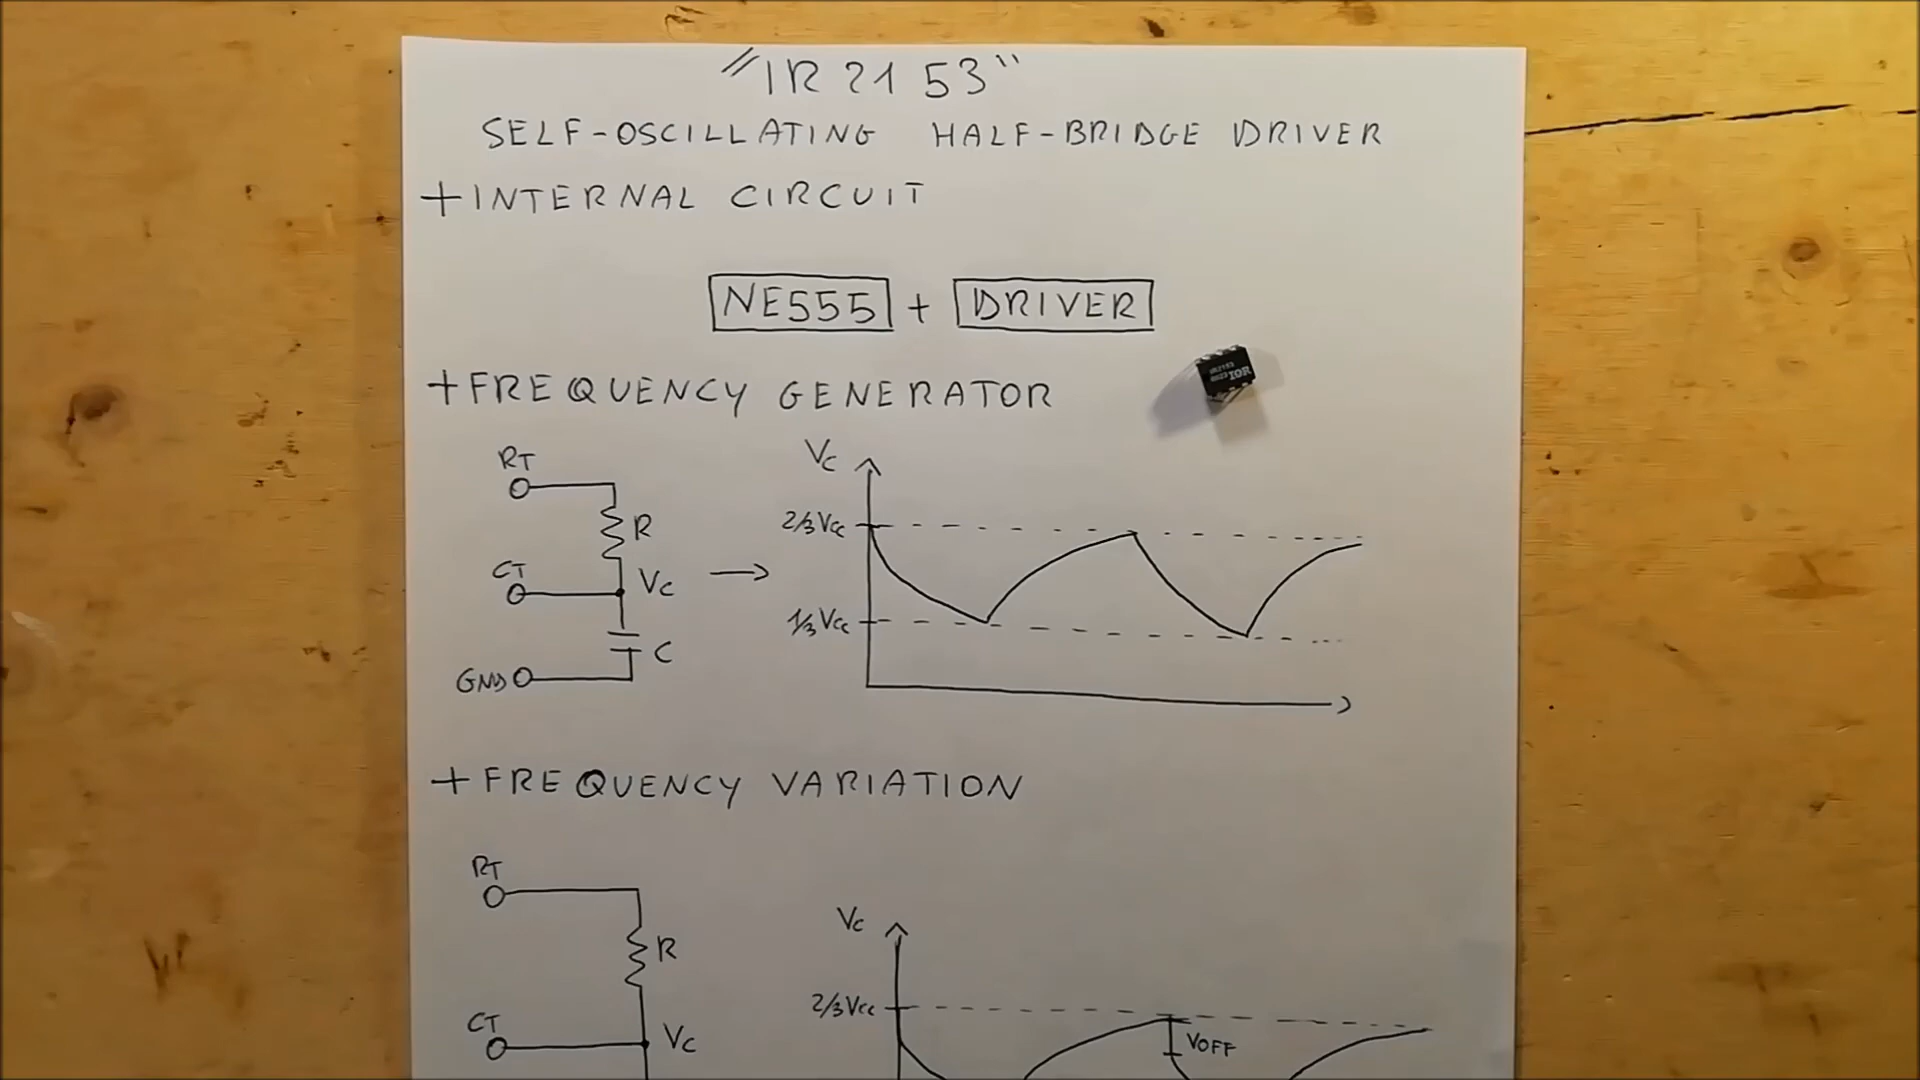 "IR2153"
SELF-OSCILLATING HALF-BRIDGE DRIVER
+INTERNAL CIRCUIT
NE555 + DRIVER
+FREQUENCY GENERATOR
RT
R
CT
VC
C
GND
VC
2/3VCC
1/3VCC
+FREQUENCY VARIATION
RT
R
CT
VC
VC
2/3VCC
VOFF